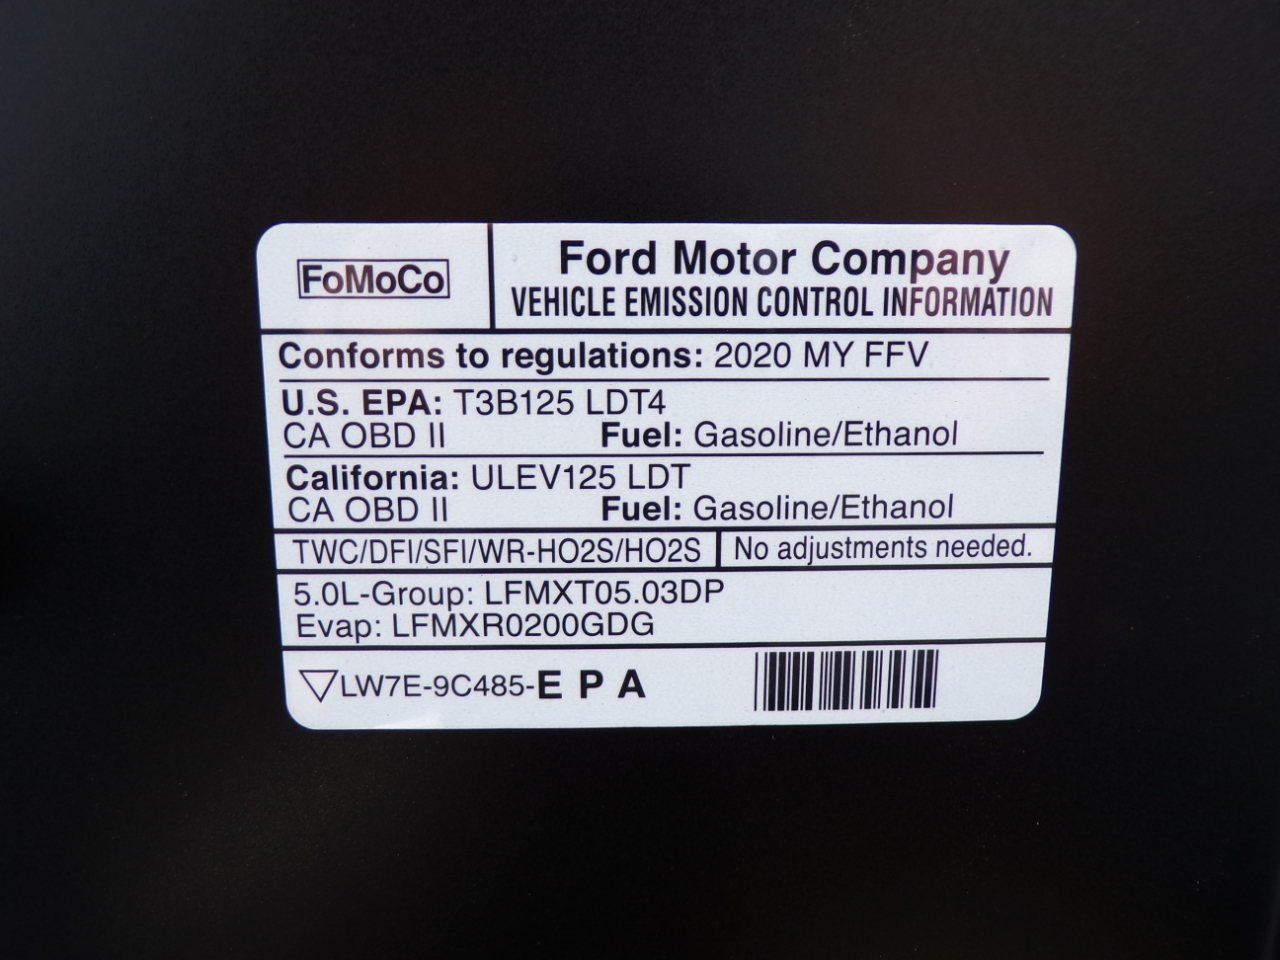 FoMoCo
Ford Motor Company
VEHICLE EMISSION CONTROL INFORMATION
Conforms to regulations: 2020 MY FFV
U.S. EPA: T3B125 LDT4
CA OBD II Fuel: Gasoline/Ethanol
California: ULEV125 LDT
CA OBD II Fuel: Gasoline/Ethanol
TWC/DFI/SFI/WR-HO2S/HO2S No adjustments needed.
5.0L-Group: LFMXT05.03DP
Evap: LFMXR0200GDG
LW7E-9C485-E P A